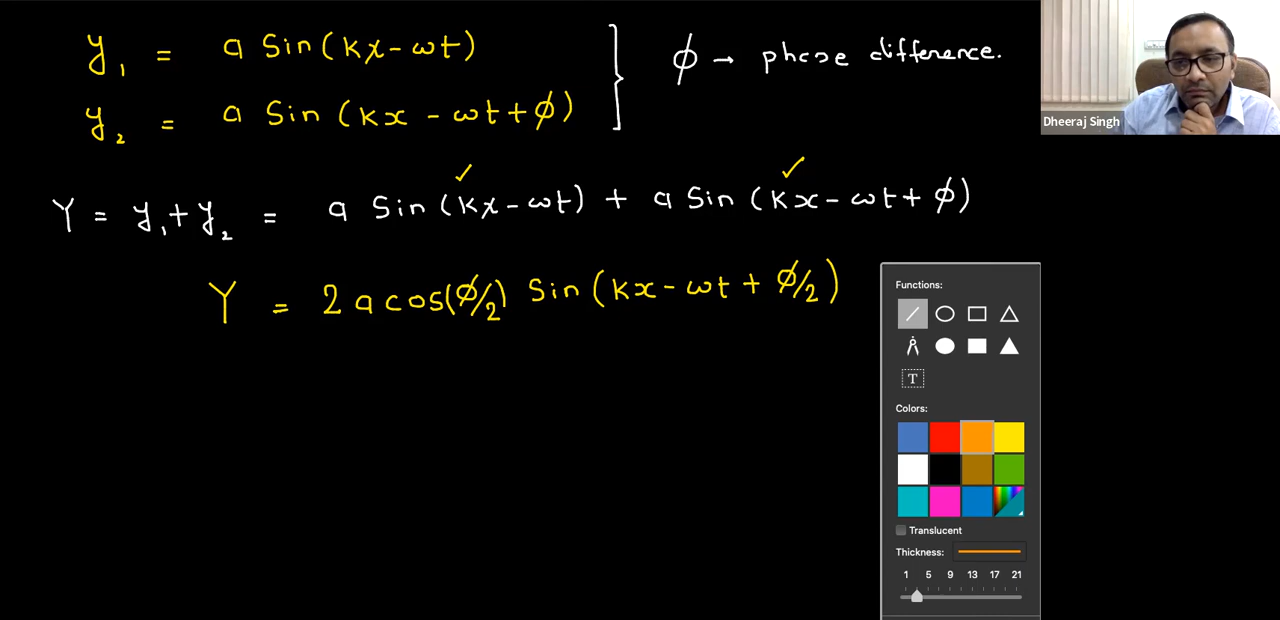 y₁ = a Sin(kx-ωt)
y₂ = a Sin(kx-ωt+ϕ)
ϕ → phase difference.
Dheeraj Singh
Y = y₁+y₂ = a Sin(kx-ωt) + a Sin(kx-ωt+ϕ)
Y = 2 a cos(ϕ/2) Sin(kx-ωt+ϕ/2)
Functions:
T
Colors:
Translucent
Thickness:
1 5 9 13 17 21